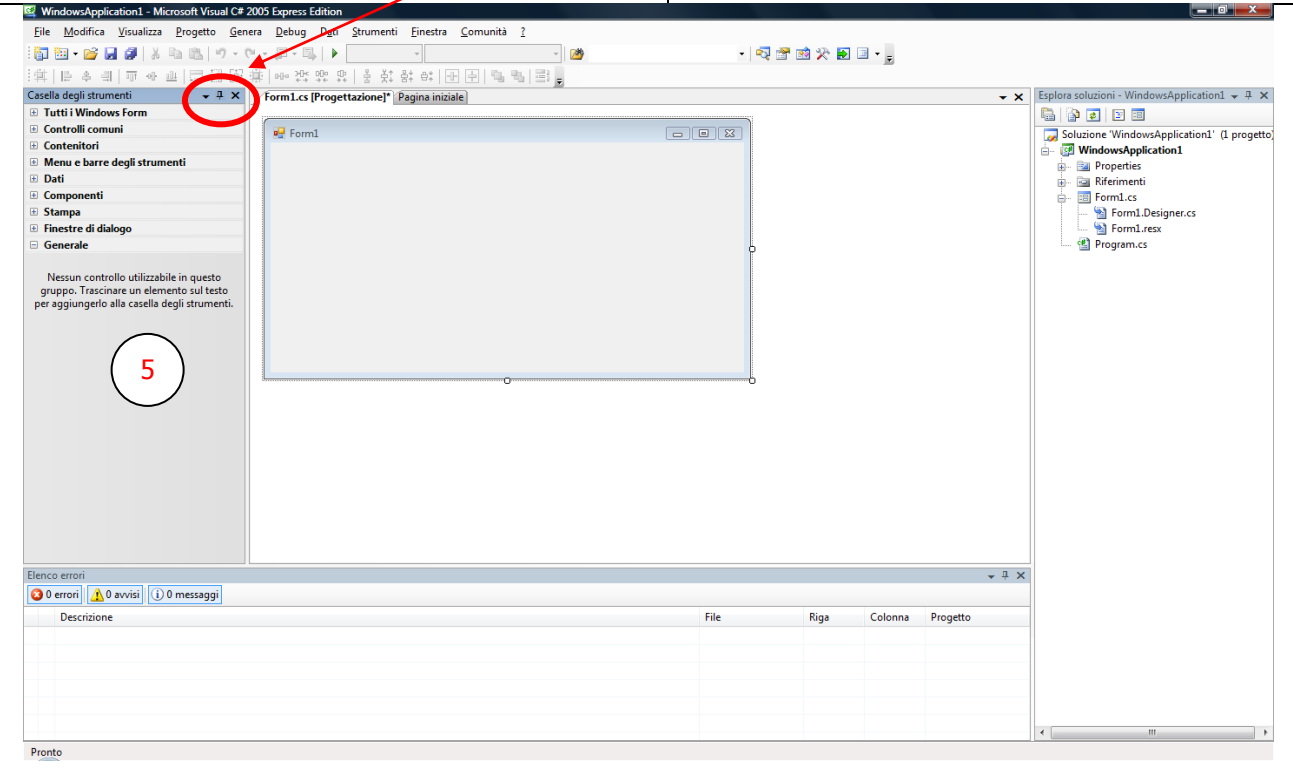 WindowsApplication1 - Microsoft Visual C# 2005 Express Edition
File Modifica Visualizza Progetto Genera Debug Dati Strumenti Finestra Comunità ?
Casella degli strumenti
Tutti i Windows Form
Controlli comuni
Contenitori
Menu e barre degli strumenti
Dati
Componenti
Stampa
Finestre di dialogo
Generale
Nessun controllo utilizzabile in questo
gruppo. Trascinare un elemento sul testo
per aggiungerlo alla casella degli strumenti.
5
Form1.cs [Progettazione]* Pagina iniziale
Form1
Esplora soluzioni - WindowsApplication1
Soluzione 'WindowsApplication1' (1 progetto)
WindowsApplication1
Properties
Riferimenti
Form1.cs
Form1.Designer.cs
Form1.resx
Program.cs
Elenco errori
0 errori 0 avvisi 0 messaggi
Descrizione File Riga Colonna Progetto
Pronto